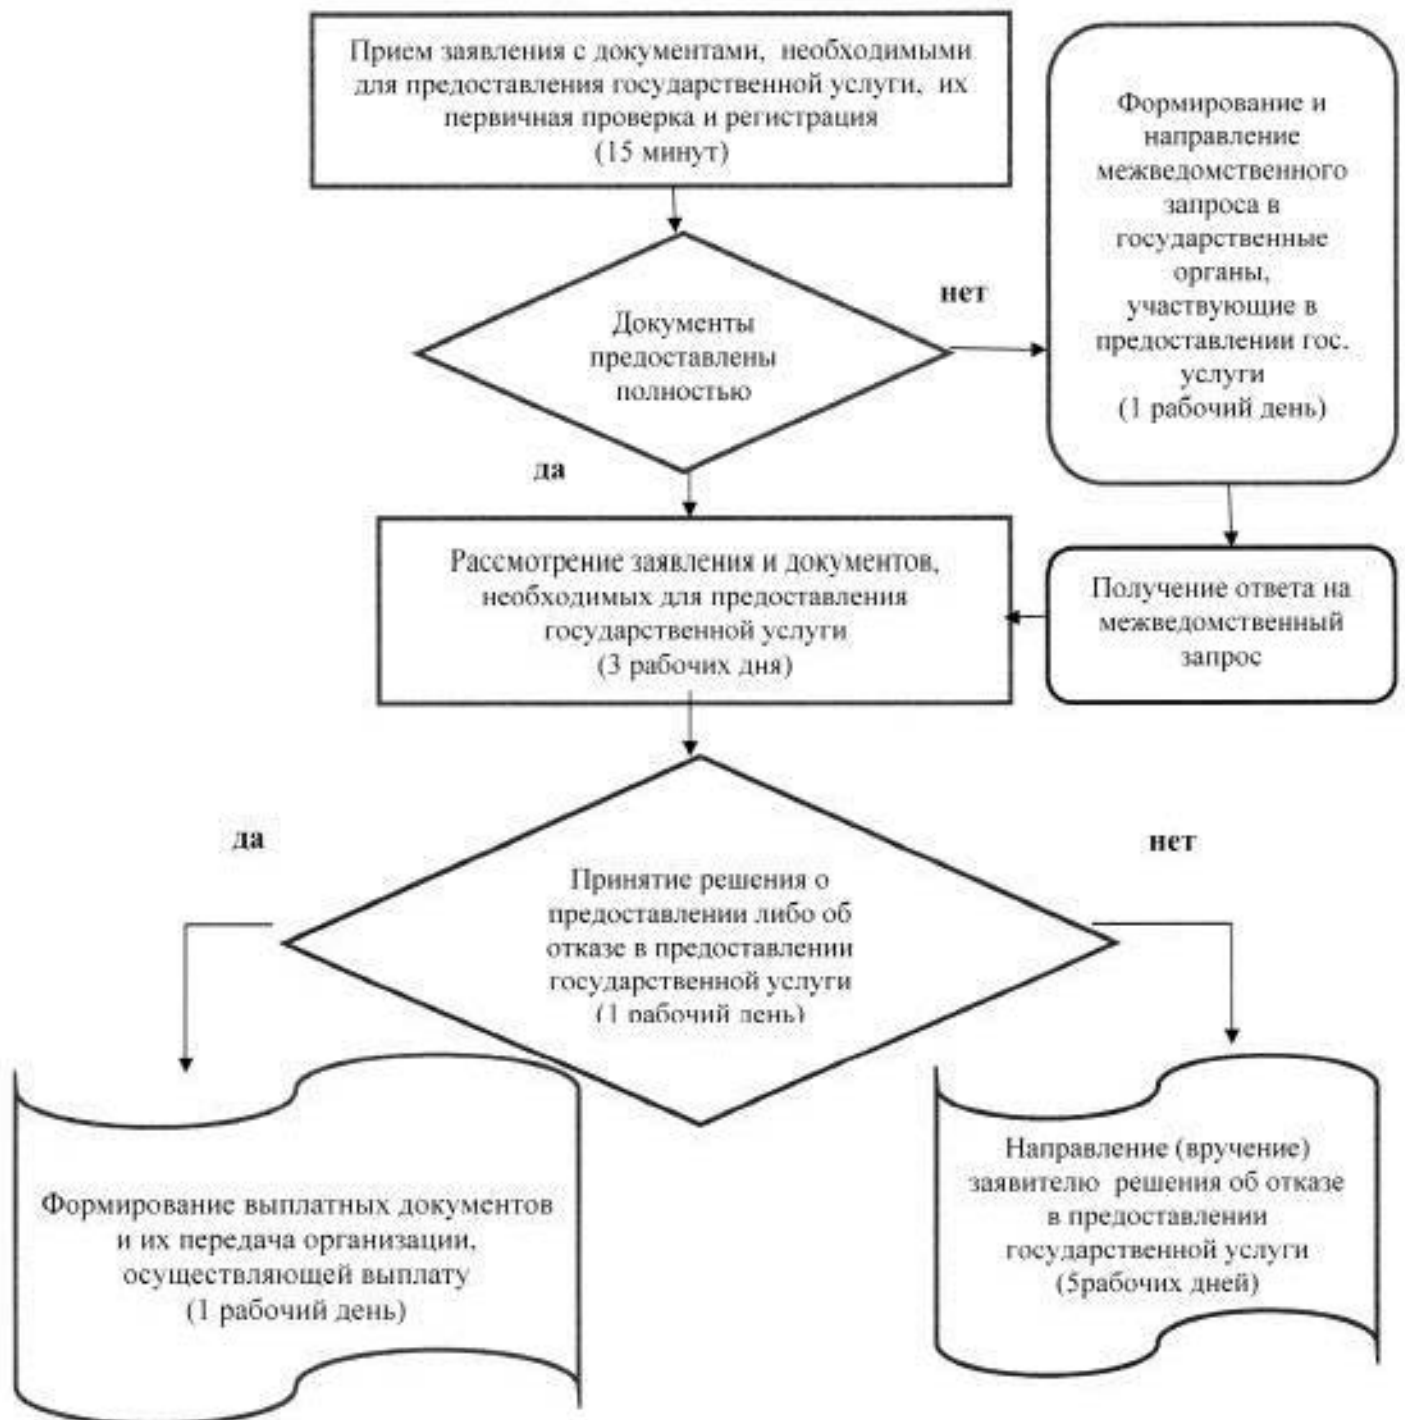 Прием заявления с документами, необходимыми
для предоставления государственной услуги, их
первичная проверка и регистрация
(15 минут)
Формирование и
направление
межведомственного
запроса в
государственные
органы,
участвующие в
предоставлении гос.
услуги
(1 рабочий день)
нет
Документы
предоставлены
полностью
да
Рассмотрение заявления и документов,
необходимых для предоставления
государственной услуги
(3 рабочих дня)
Получение ответа на
межведомственный
запрос
да
нет
Принятие решения о
предоставлении либо об
отказе в предоставлении
государственной услуги
(1 рабочий день)
Формирование выплатных документов
и их передача организации,
осуществляющей выплату
(1 рабочий день)
Направление (вручение)
заявителю решения об отказе
в предоставлении
государственной услуги
(5рабочих дней)